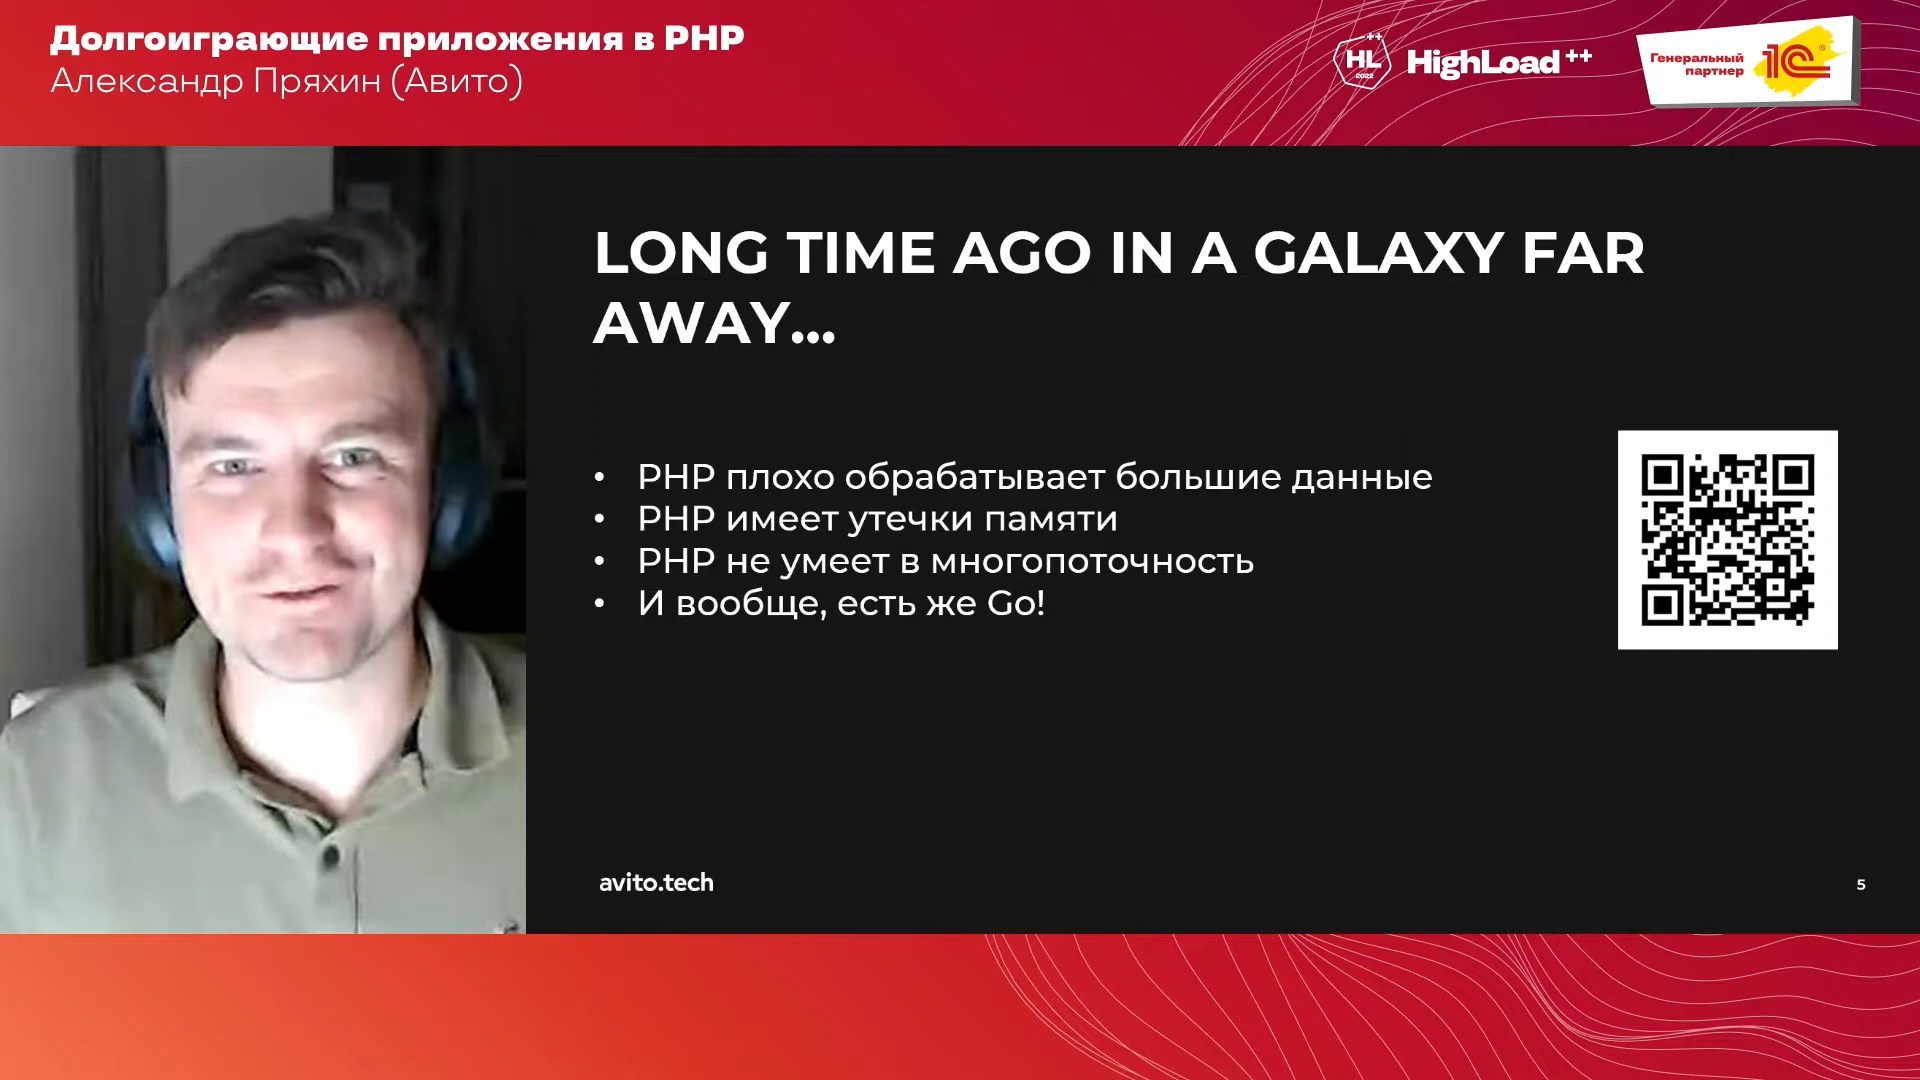 Долгоиграющие приложения в PHP
Александр Пряхин (Авито)
HL++
2022
HighLoad++
Генеральный
партнер
1С®
LONG TIME AGO IN A GALAXY FAR
AWAY...
• PHP плохо обрабатывает большие данные
• PHP имеет утечки памяти
• PHP не умеет в многопоточность
• И вообще, есть же Go!
avito.tech
5